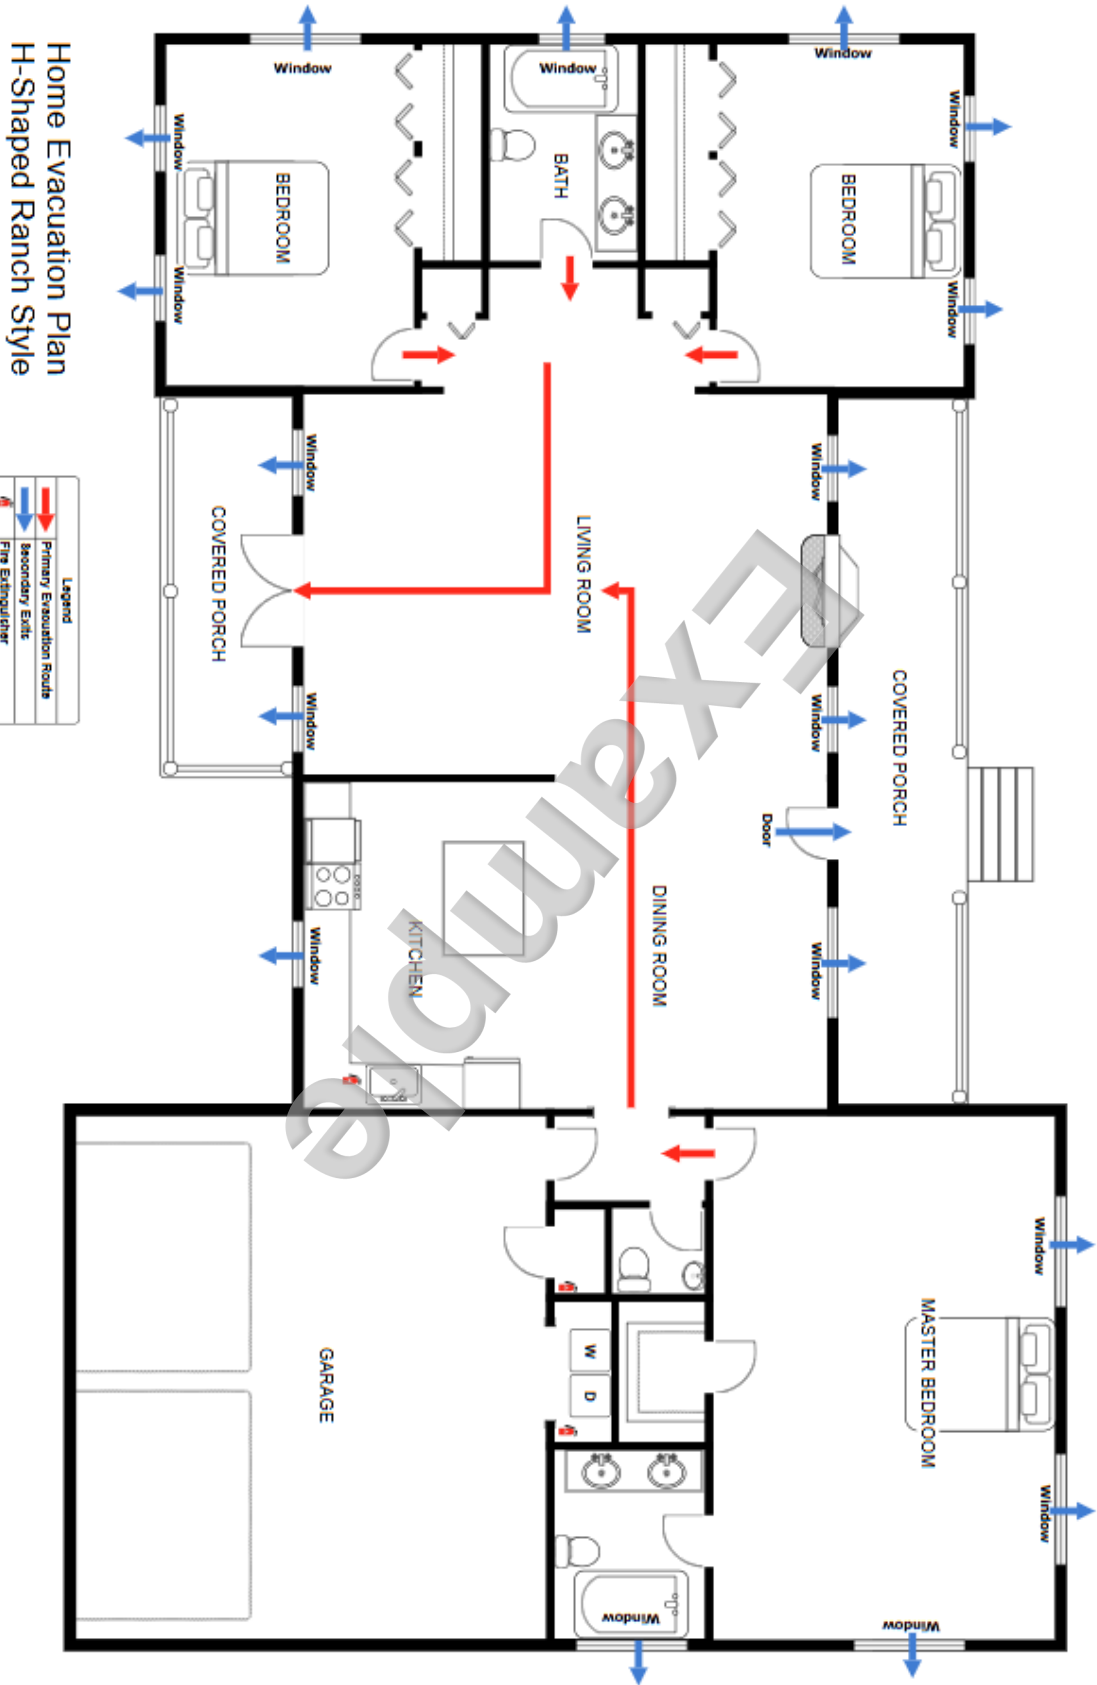 Home Evacuation Plan
H-Shaped Ranch Style
Legend
Primary Evacuation Route
Secondary Exits
Fire Extinguisher
Window
Window
Window
Window
Window
BEDROOM
BATH
BEDROOM
Window
Window
Window
Window
COVERED PORCH
LIVING ROOM
COVERED PORCH
Window
Window
Door
DINING ROOM
KITCHEN
Window
Window
Example
Window
GARAGE
W
D
MASTER BEDROOM
Window
Window
Window